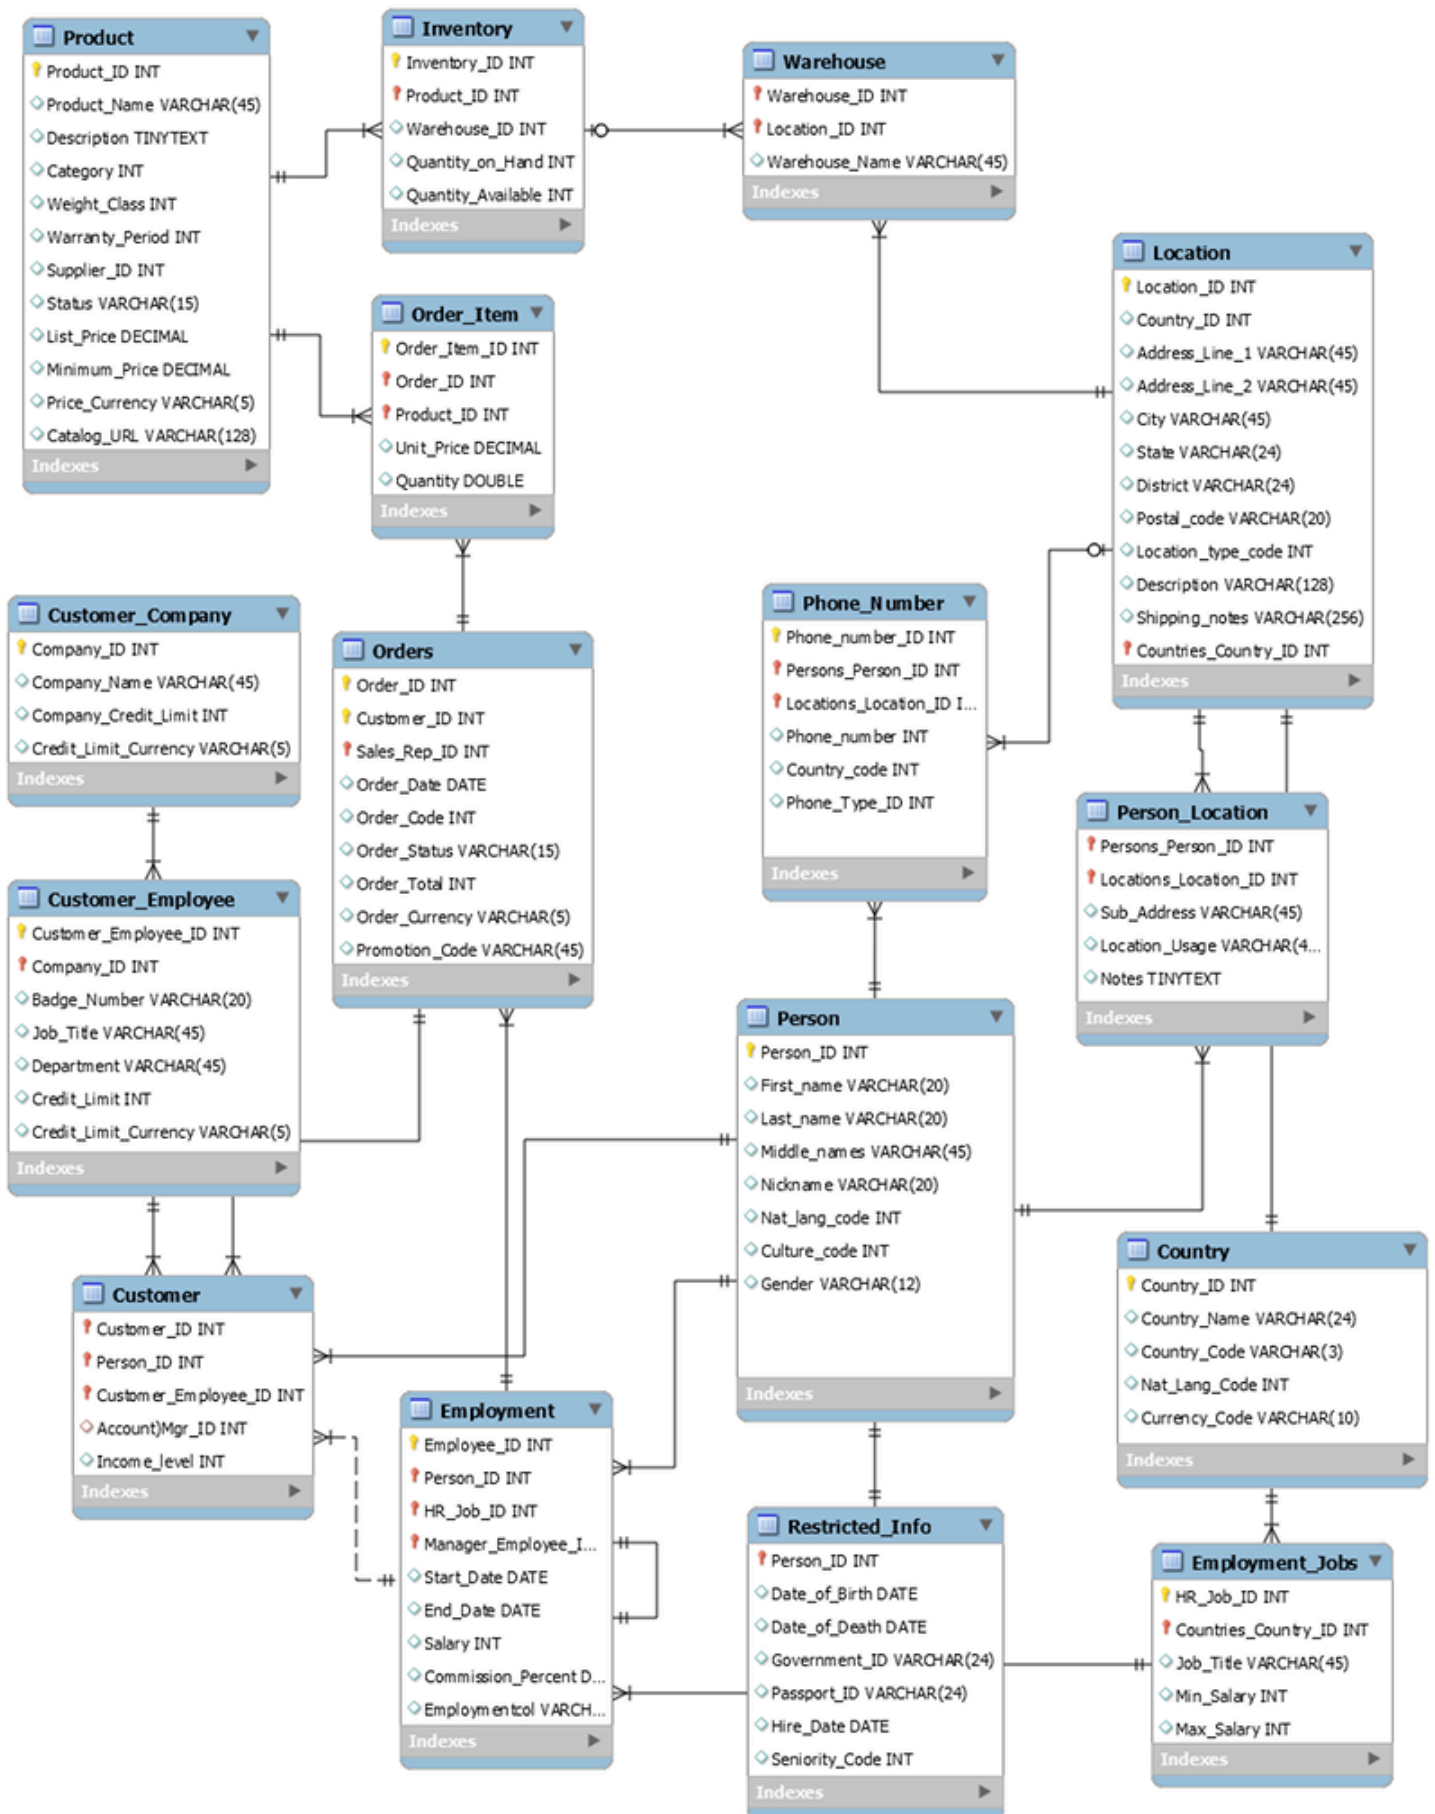 Product
Product_ID INT
Product_Name VARCHAR(45)
Description TINYTEXT
Category INT
Weight_Class INT
Warranty_Period INT
Supplier_ID INT
Status VARCHAR(15)
List_Price DECIMAL
Minimum_Price DECIMAL
Price_Currency VARCHAR(5)
Catalog_URL VARCHAR(128)
Indexes
Inventory
Inventory_ID INT
Product_ID INT
Warehouse_ID INT
Quantity_on_Hand INT
Quantity_Available INT
Indexes
Warehouse
Warehouse_ID INT
Location_ID INT
Warehouse_Name VARCHAR(45)
Indexes
Location
Location_ID INT
Country_ID INT
Address_Line_1 VARCHAR(45)
Address_Line_2 VARCHAR(45)
City VARCHAR(45)
State VARCHAR(24)
District VARCHAR(24)
Postal_code VARCHAR(20)
Location_type_code INT
Description VARCHAR(128)
Shipping_notes VARCHAR(256)
Countries_Country_ID INT
Indexes
Order_Item
Order_Item_ID INT
Order_ID INT
Product_ID INT
Unit_Price DECIMAL
Quantity DOUBLE
Indexes
Customer_Company
Company_ID INT
Company_Name VARCHAR(45)
Company_Credit_Limit INT
Credit_Limit_Currency VARCHAR(5)
Indexes
Orders
Order_ID INT
Customer_ID INT
Sales_Rep_ID INT
Order_Date DATE
Order_Code INT
Order_Status VARCHAR(15)
Order_Total INT
Order_Currency VARCHAR(5)
Promotion_Code VARCHAR(45)
Indexes
Phone_Number
Phone_number_ID INT
Persons_Person_ID INT
Locations_Location_ID I...
Phone_number INT
Country_code INT
Phone_Type_ID INT
Indexes
Person_Location
Persons_Person_ID INT
Locations_Location_ID INT
Sub_Address VARCHAR(45)
Location_Usage VARCHAR(4...
Notes TINYTEXT
Indexes
Customer_Employee
Customer_Employee_ID INT
Company_ID INT
Badge_Number VARCHAR(20)
Job_Title VARCHAR(45)
Department VARCHAR(45)
Credit_Limit INT
Credit_Limit_Currency VARCHAR(5)
Indexes
Person
Person_ID INT
First_name VARCHAR(20)
Last_name VARCHAR(20)
Middle_names VARCHAR(45)
Nickname VARCHAR(20)
Nat_lang_code INT
Culture_code INT
Gender VARCHAR(12)
Indexes
Country
Country_ID INT
Country_Name VARCHAR(24)
Country_Code VARCHAR(3)
Nat_Lang_Code INT
Currency_Code VARCHAR(10)
Indexes
Customer
Customer_ID INT
Person_ID INT
Customer_Employee_ID INT
Account)Mgr_ID INT
Income_level INT
Indexes
Employment
Employee_ID INT
Person_ID INT
HR_Job_ID INT
Manager_Employee_I...
Start_Date DATE
End_Date DATE
Salary INT
Commission_Percent D...
Employmentcol VARCH...
Indexes
Restricted_Info
Person_ID INT
Date_of_Birth DATE
Date_of_Death DATE
Government_ID VARCHAR(24)
Passport_ID VARCHAR(24)
Hire_Date DATE
Seniority_Code INT
Indexes
Employment_Jobs
HR_Job_ID INT
Countries_Country_ID INT
Job_Title VARCHAR(45)
Min_Salary INT
Max_Salary INT
Indexes